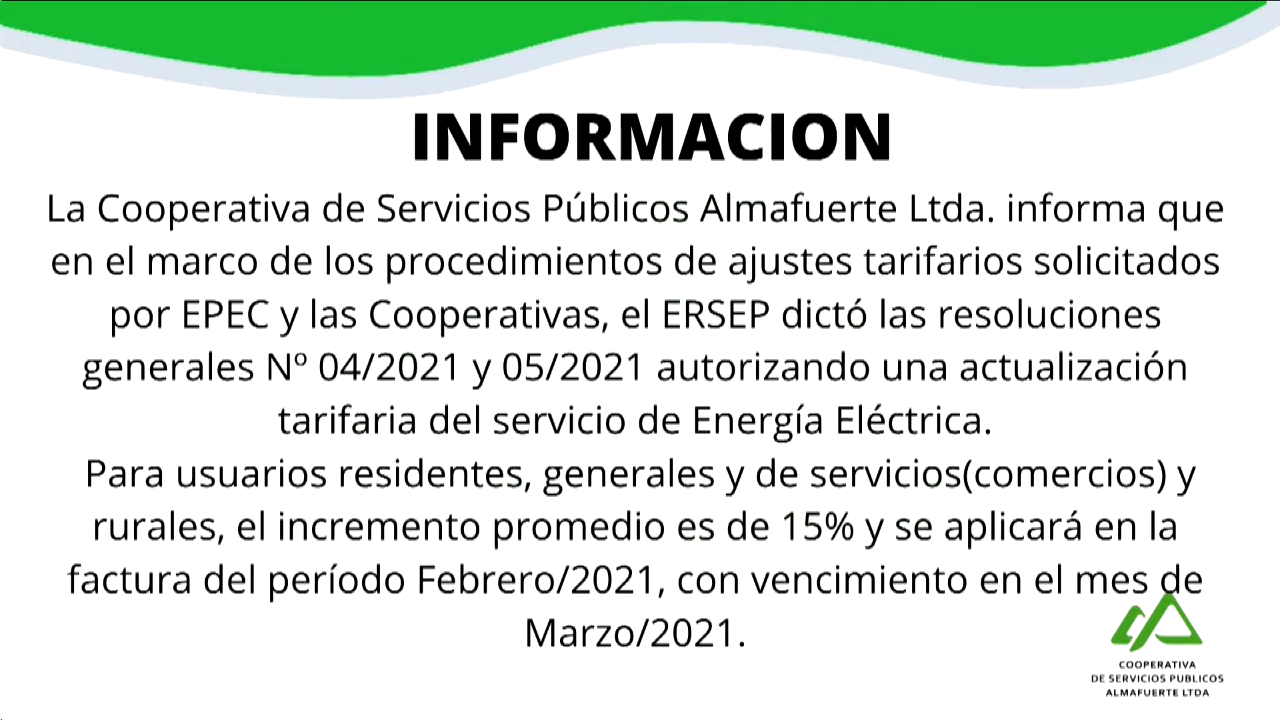 INFORMACION
La Cooperativa de Servicios Públicos Almafuerte Ltda. informa que
en el marco de los procedimientos de ajustes tarifarios solicitados
por EPEC y las Cooperativas, el ERSEP dictó las resoluciones
generales Nº 04/2021 y 05/2021 autorizando una actualización
tarifaria del servicio de Energía Eléctrica.
Para usuarios residentes, generales y de servicios(comercios) y
rurales, el incremento promedio es de 15% y se aplicará en la
factura del período Febrero/2021, con vencimiento en el mes de
Marzo/2021.
COOPERATIVA
DE SERVICIOS PUBLICOS
ALMAFUERTE LTDA